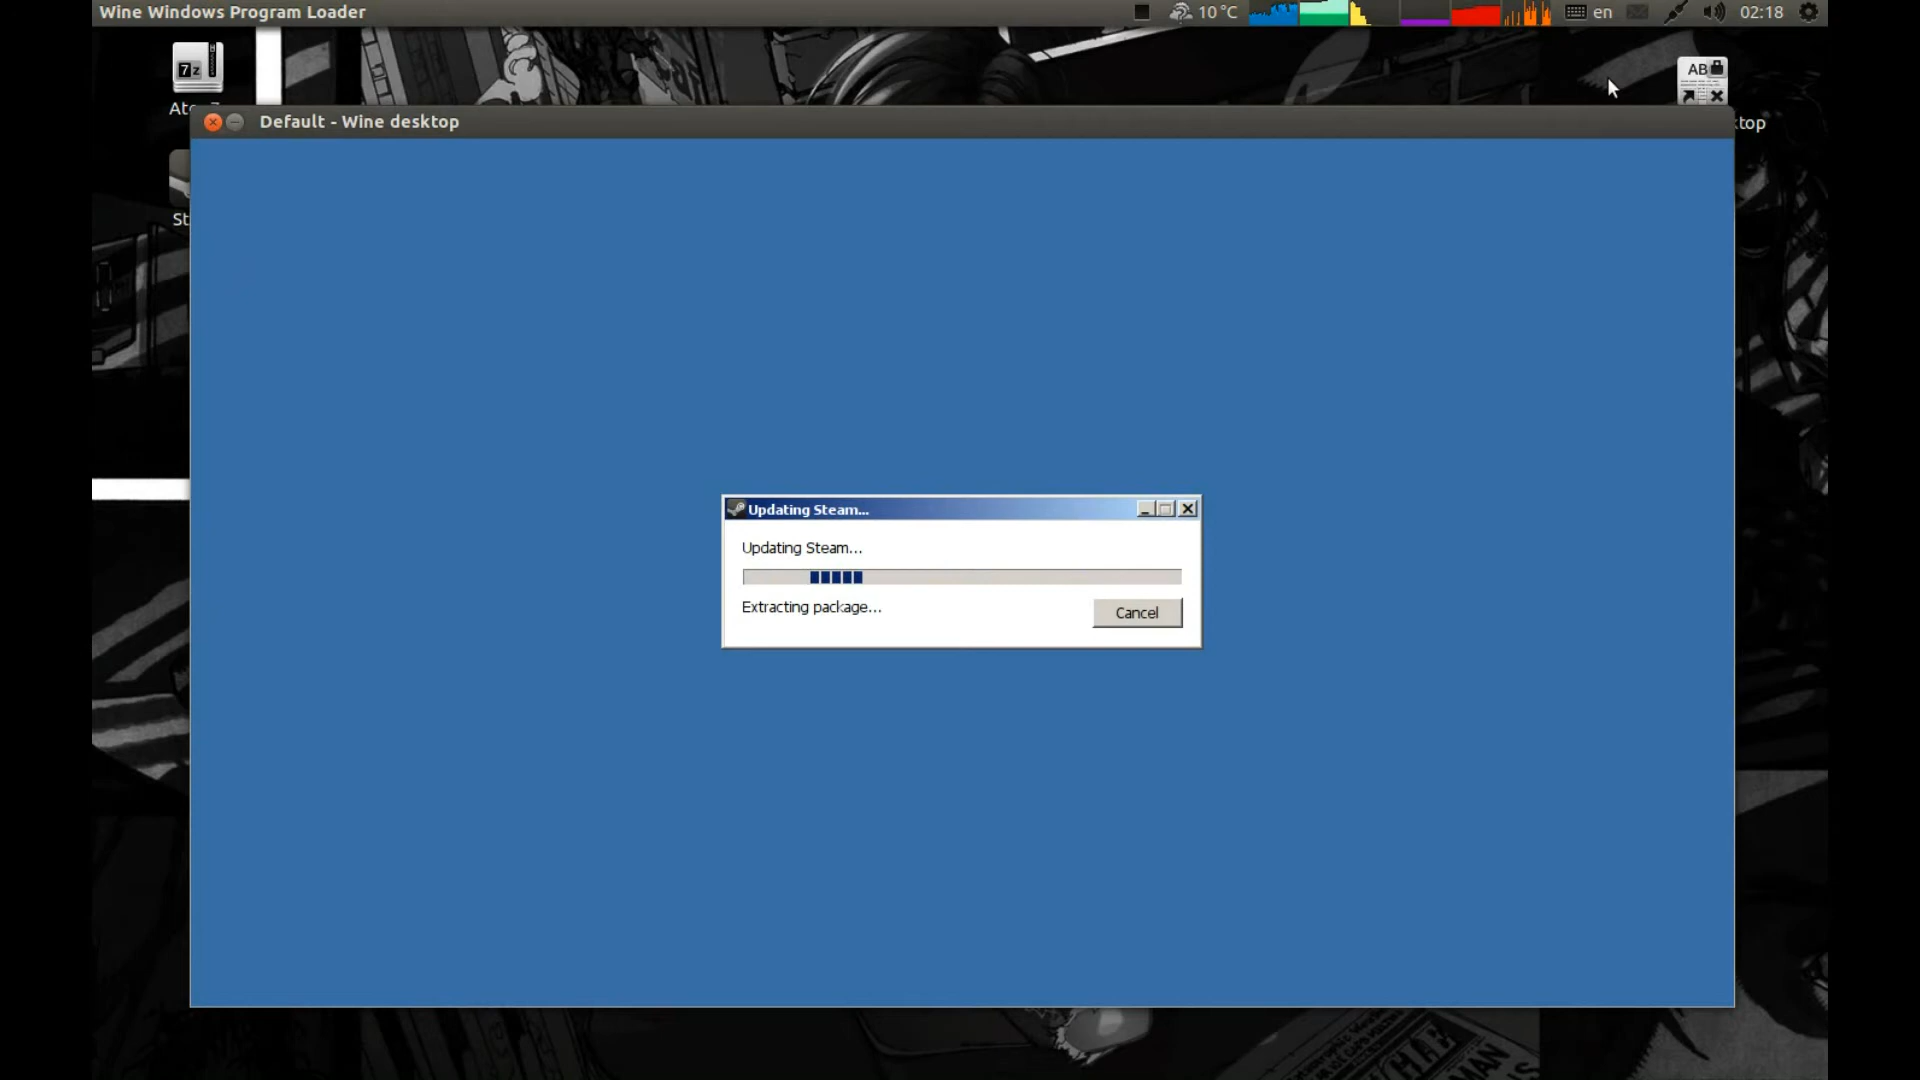 Wine Windows Program Loader
10 °C
en
02:18
7z
AB
Default - Wine desktop
top
St
Updating Steam...
Updating Steam...
Extracting package...
Cancel